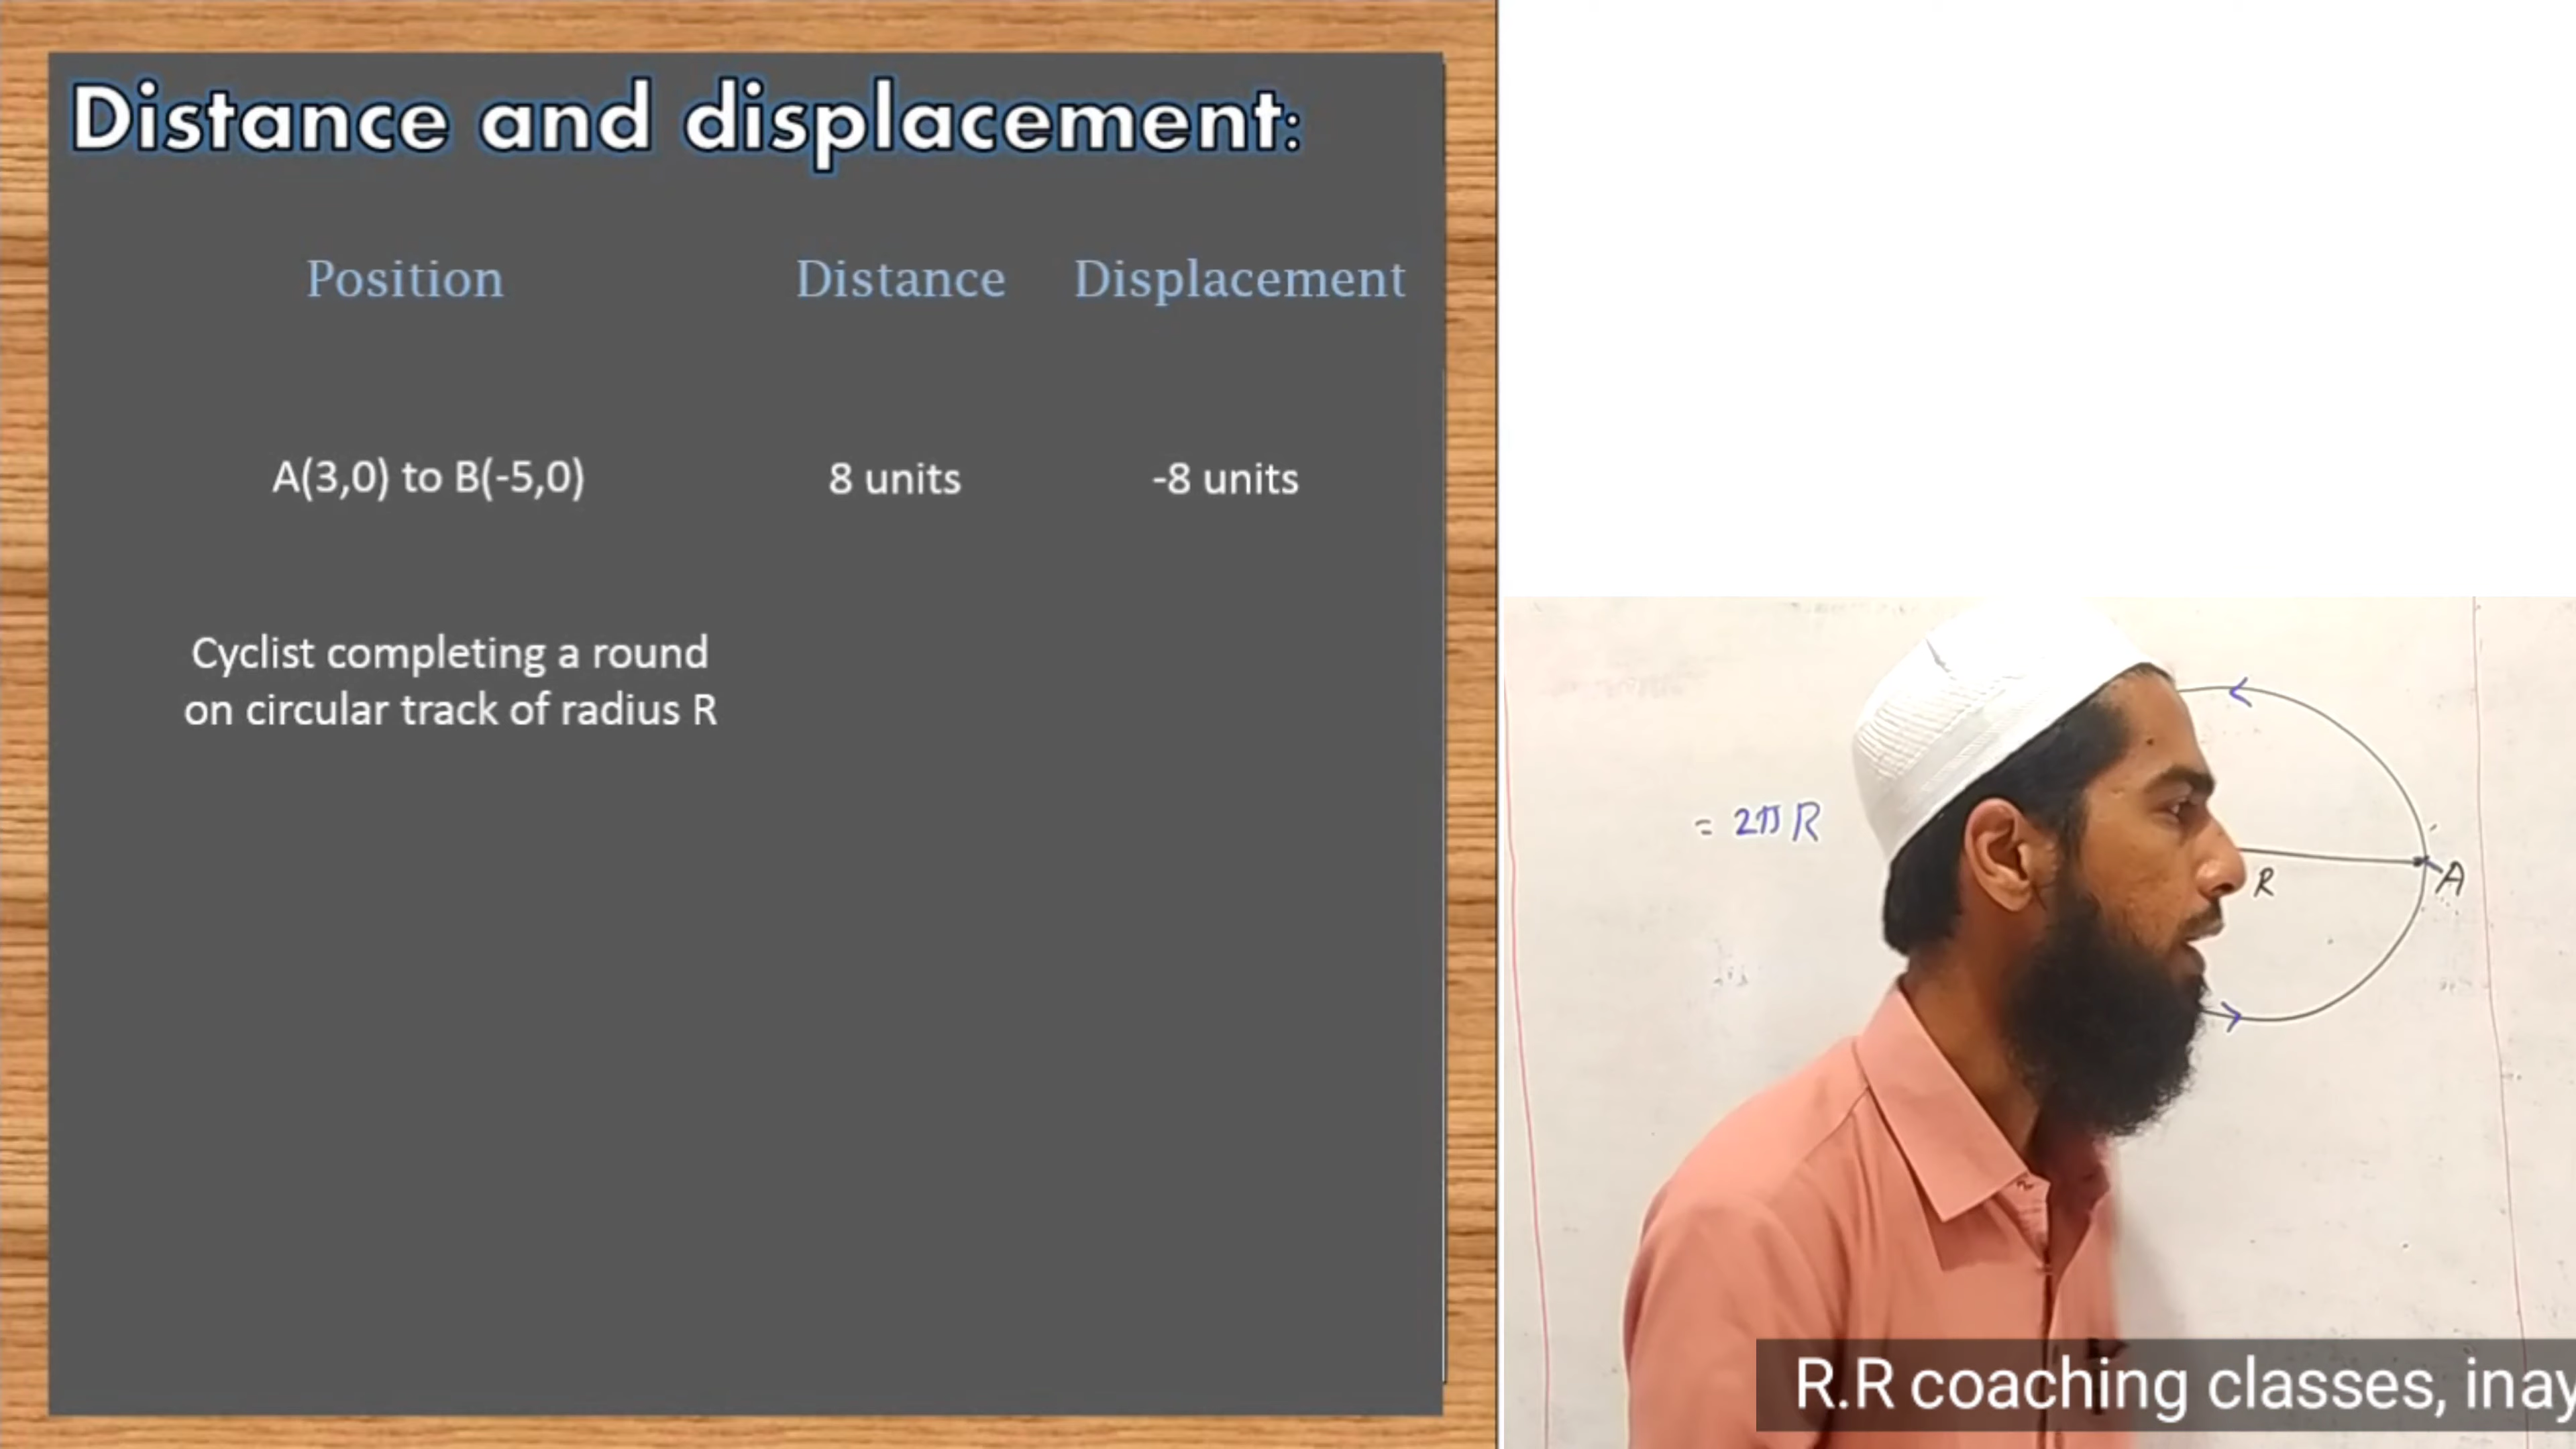 Distance and displacement:
Position Distance Displacement
A(3,0) to B(-5,0) 8 units -8 units
Cyclist completing a round
on circular track of radius R
= 2π R
R
A
R.R coaching classes, inay